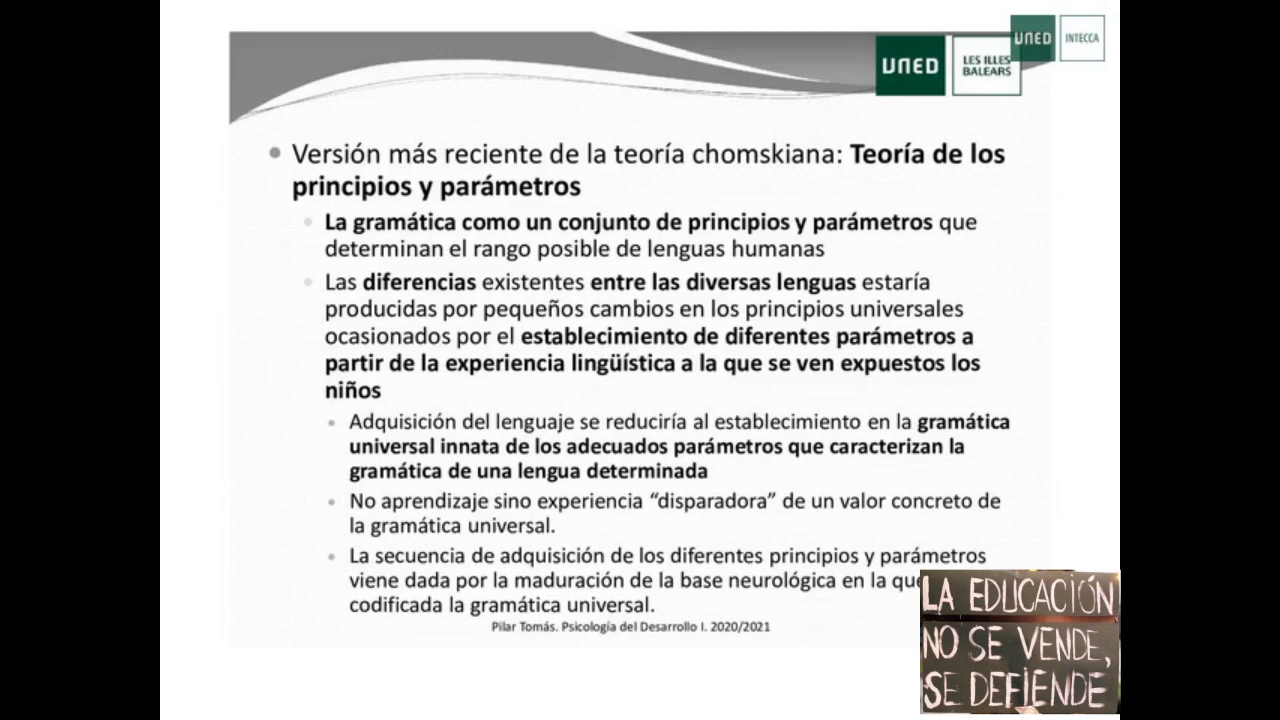 UNED
INTECCA
UNED
LES ILLES
BALEARS
• Versión más reciente de la teoría chomskiana: Teoría de los
principios y parámetros
• La gramática como un conjunto de principios y parámetros que
determinan el rango posible de lenguas humanas
• Las diferencias existentes entre las diversas lenguas estaría
producidas por pequeños cambios en los principios universales
ocasionados por el establecimiento de diferentes parámetros a
partir de la experiencia lingüística a la que se ven expuestos los
niños
• Adquisición del lenguaje se reduciría al establecimiento en la gramática
universal innata de los adecuados parámetros que caracterizan la
gramática de una lengua determinada
• No aprendizaje sino experiencia “disparadora” de un valor concreto de
la gramática universal.
• La secuencia de adquisición de los diferentes principios y parámetros
viene dada por la maduración de la base neurológica en la que
codificada la gramática universal.
Pilar Tomás. Psicología del Desarrollo I. 2020/2021
LA EDUCACIÓN
NO SE VENDE,
SE DEFIENDE